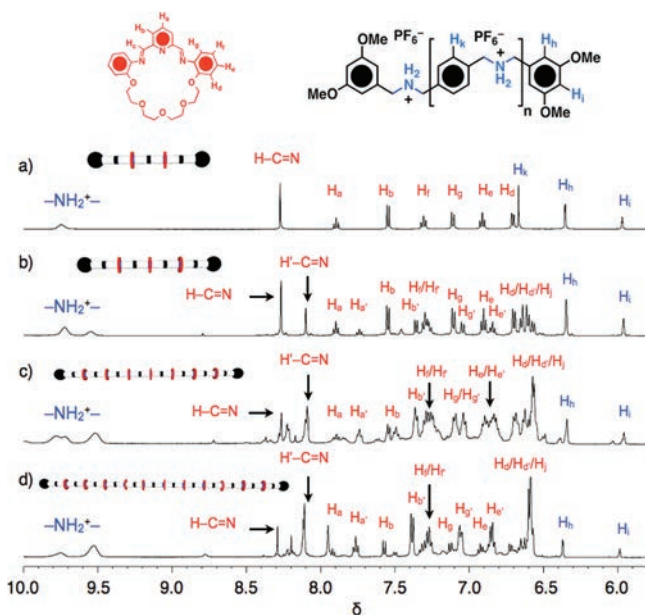 Ha
Hb
Hc
N N N
Hg Hf
He
Hd
O O
O O
O
OMe PF₆⁻ Hk PF₆⁻ Hh
OMe
H₂
N
+
MeO
N
H₂
+
n
Hi
OMe
a)
–NH₂⁺–
H–C=N
Ha
Hb
Hf
Hg
He
Hd
Hk
Hh
Hi
b)
–NH₂⁺–
H–C=N
H'–C=N
Ha
Ha'
Hb
Hb'
Hf/Hf'
Hg
Hg'
He
He'
Hd/Hd'/Hj
Hh
Hi
c)
–NH₂⁺–
H–C=N
H'–C=N
Ha
Ha'
Hb
Hb'
Hf/Hf'
Hg/Hg'
He/He'
Hd/Hd'/Hj
Hh
Hi
d)
–NH₂⁺–
H–C=N
H'–C=N
Ha
Ha'
Hb
Hb'
Hf/Hf'
Hg
Hg'
He
He'
Hd/Hd'/Hj
Hh
Hi
10.0 9.5 9.0 8.5 8.0 7.5 7.0 6.5 6.0
δ